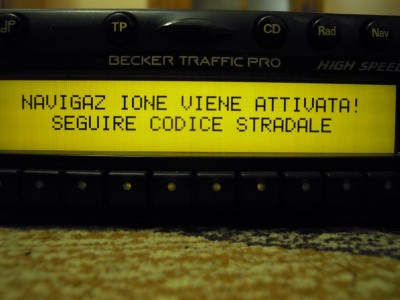 TP
CD
Rad
Nav
BECKER TRAFFIC PRO
HIGH SPEED
NAVIGAZ IONE VIENE ATTIVATA!
SEGUIRE CODICE STRADALE